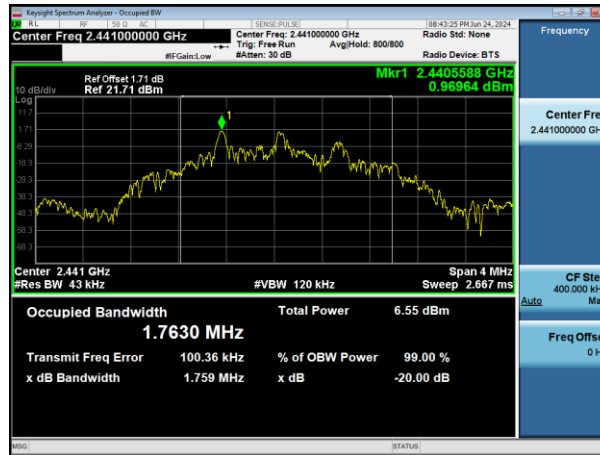 Keysight Spectrum Analyzer - Occupied BW
RL RF 50 Ω AC SENSE:PULSE 08:43:25 PM Jun 24, 2024
Center Freq 2.441000000 GHz Center Freq: 2.441000000 GHz Radio Std: None
Trig: Free Run Avg|Hold: 800/800
#IFGain:Low #Atten: 30 dB Radio Device: BTS
Frequency
Ref Offset 1.71 dB Mkr1 2.4405588 GHz
10 dB/div Ref 21.71 dBm 0.96964 dBm
Log
11.7
1
1.71
-8.29
-18.3
-28.3
-38.3
-48.3
-58.3
-68.3
Center Fre
2.441000000 GH
Center 2.441 GHz Span 4 MHz
#Res BW 43 kHz #VBW 120 kHz Sweep 2.667 ms
CF Ste
400.000 kH
Auto Ma
Occupied Bandwidth Total Power 6.55 dBm
1.7630 MHz
Transmit Freq Error 100.36 kHz % of OBW Power 99.00 %
x dB Bandwidth 1.759 MHz x dB -20.00 dB
Freq Offse
0 H
MSG STATUS